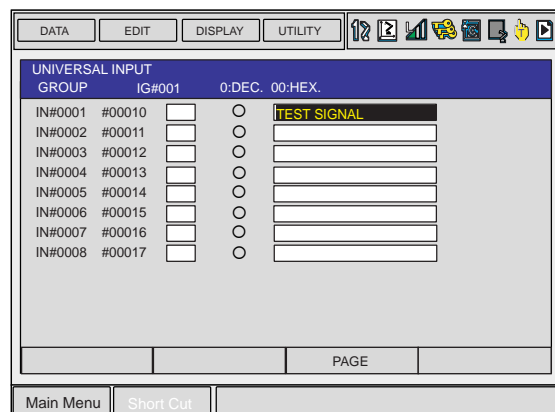 DATA EDIT DISPLAY UTILITY
UNIVERSAL INPUT
GROUP IG#001 0:DEC. 00:HEX.
IN#0001 #00010 TEST SIGNAL
IN#0002 #00011
IN#0003 #00012
IN#0004 #00013
IN#0005 #00014
IN#0006 #00015
IN#0007 #00016
IN#0008 #00017
PAGE
Main Menu Short Cut